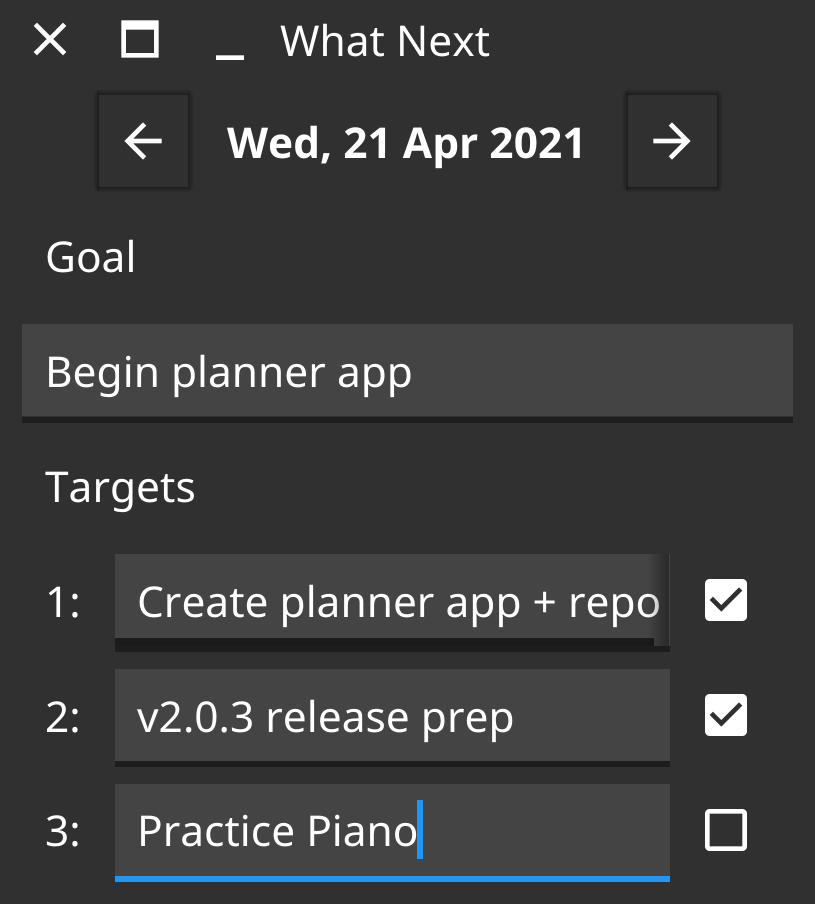 What Next
Wed, 21 Apr 2021
Goal
Begin planner app
Targets
1: Create planner app + repo
2: v2.0.3 release prep
3: Practice Piano